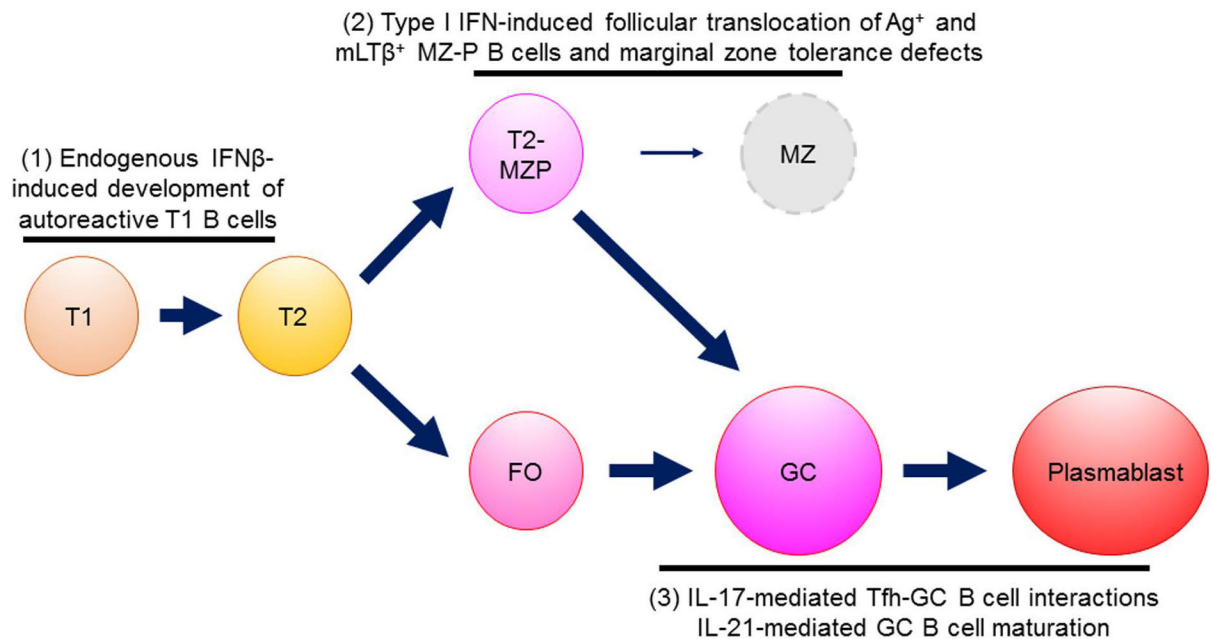 (2) Type I IFN-induced follicular translocation of Ag⁺ and
mLTβ⁺ MZ-P B cells and marginal zone tolerance defects
T2-
MZP
MZ
(1) Endogenous IFNβ-
induced development of
autoreactive T1 B cells
T1
T2
FO
GC
Plasmablast
(3) IL-17-mediated Tfh-GC B cell interactions
IL-21-mediated GC B cell maturation